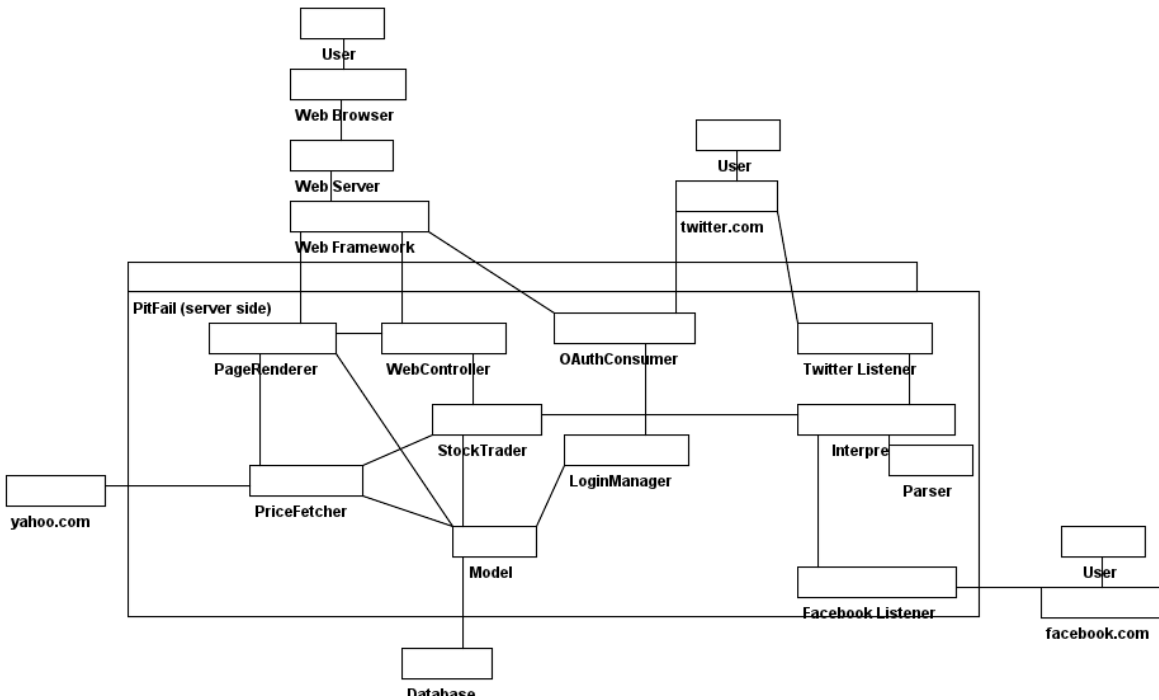 User
Web Browser
User
Web Server
twitter.com
Web Framework
PitFail (server side)
PageRenderer
WebController
OAuthConsumer
Twitter Listener
StockTrader
Interpre
LoginManager
Parser
PriceFetcher
yahoo.com
Model
User
Facebook Listener
facebook.com
Database